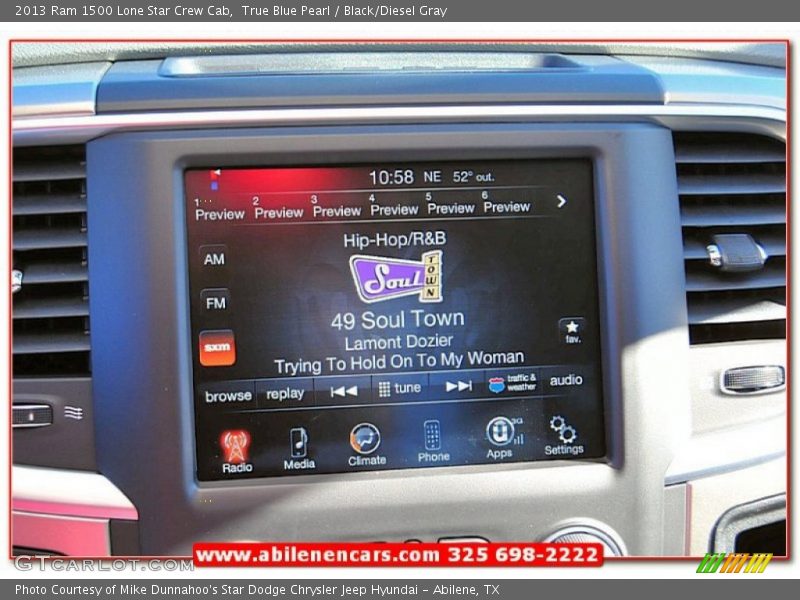 2013 Ram 1500 Lone Star Crew Cab,  True Blue Pearl / Black/Diesel Gray
10:58 NE 52° out.
1 Preview 2 Preview 3 Preview 4 Preview 5 Preview 6 Preview >
Hip-Hop/R&B
AM
Soul TOWN
FM
49 Soul Town
sxm
Lamont Dozier
fav.
Trying To Hold On To My Woman
browse replay tune traffic & weather audio
3G
Radio Media Climate Phone Apps Settings
www.abilenencars.com 325 698-2222
GTCARLOT.COM
Photo Courtesy of Mike Dunnahoo's Star Dodge Chrysler Jeep Hyundai - Abilene, TX